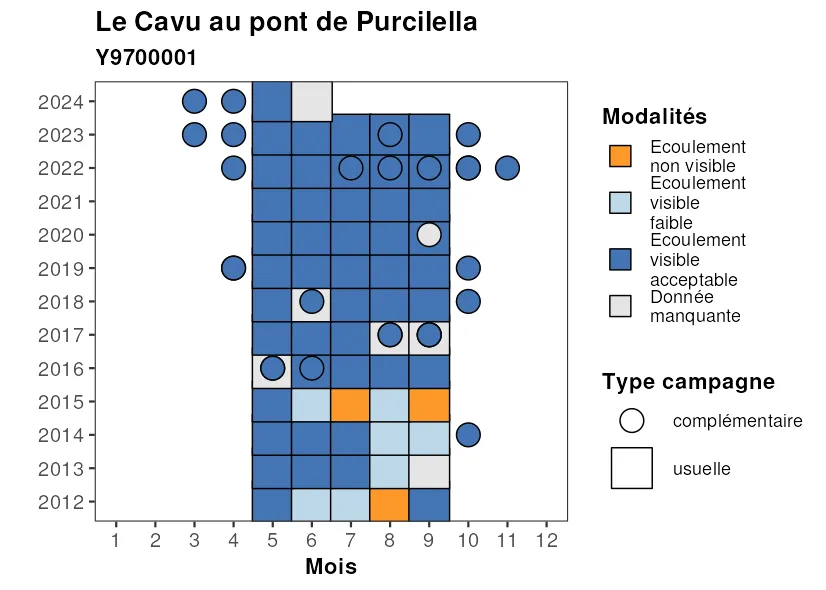 Le Cavu au pont de Purcilella
Y9700001
2024
2023
2022
2021
2020
2019
2018
2017
2016
2015
2014
2013
2012
1 2 3 4 5 6 7 8 9 10 11 12
Mois
Modalités
Ecoulement
non visible
Ecoulement
visible
faible
Ecoulement
visible
acceptable
Donnée
manquante
Type campagne
complémentaire
usuelle